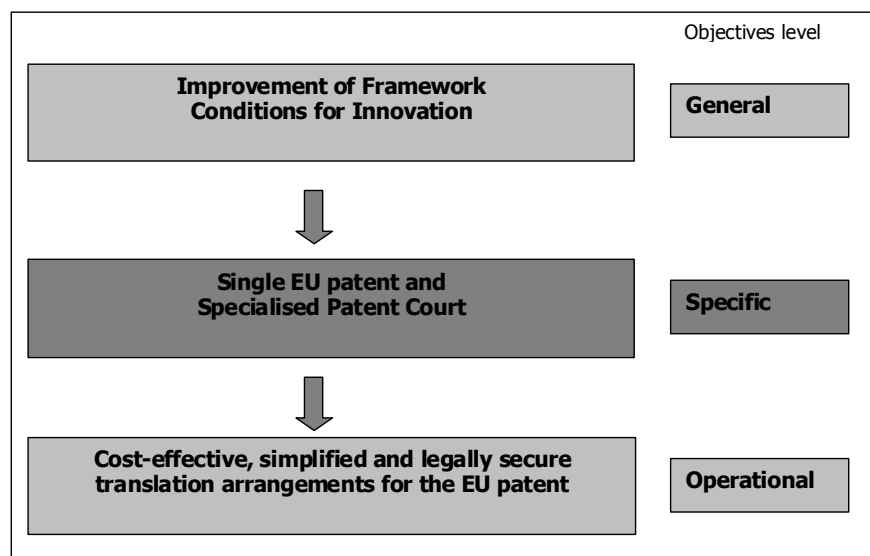 Objectives level
Improvement of Framework
Conditions for Innovation
General
Single EU patent and
Specialised Patent Court
Specific
Cost-effective, simplified and legally secure
translation arrangements for the EU patent
Operational